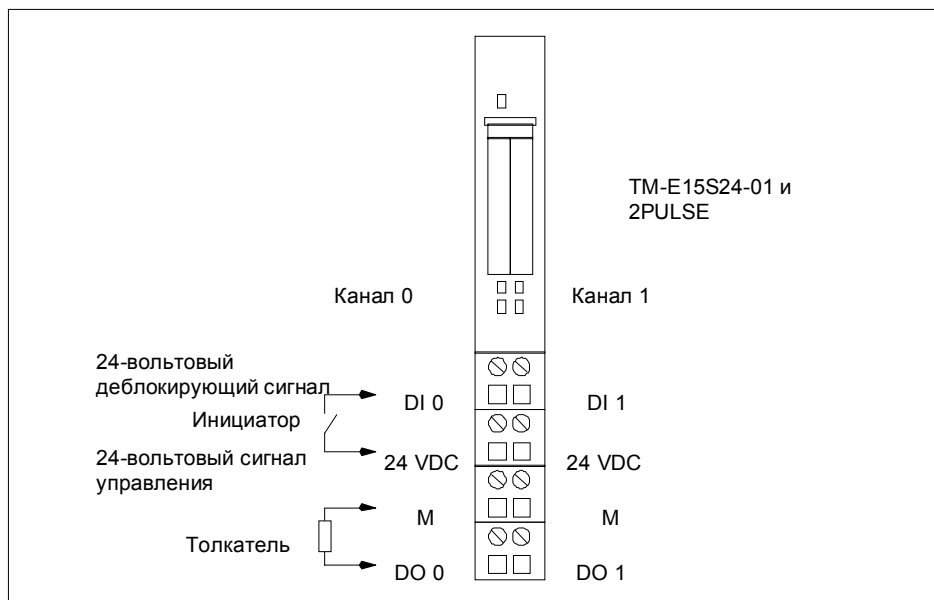 TM-E15S24-01 и
2PULSE
Канал 0
Канал 1
24-вольтовый
деблокирующий сигнал
DI 0
DI 1
Инициатор
24-вольтовый сигнал
управления
24 VDC
24 VDC
M
M
Толкатель
DO 0
DO 1